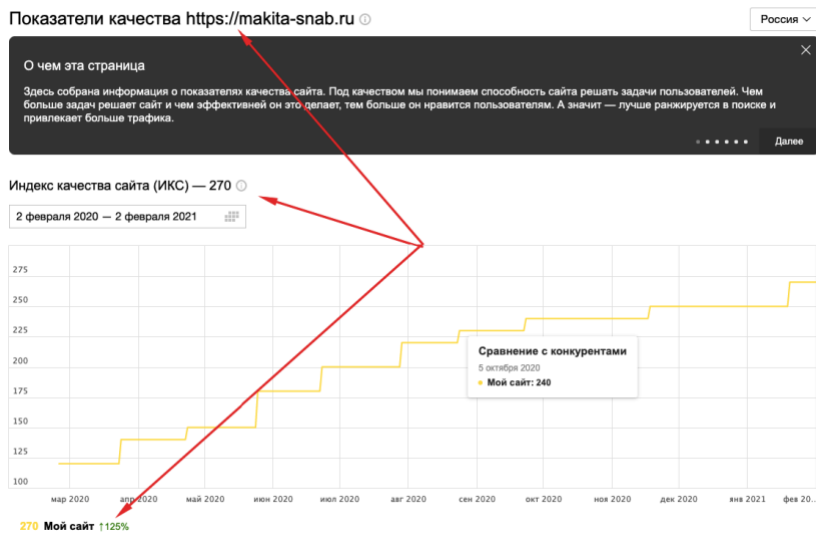 Показатели качества https://makita-snab.ru
Россия
О чем эта страница
Здесь собрана информация о показателях качества сайта. Под качеством мы понимаем способность сайта решать задачи пользователей. Чем
больше задач решает сайт и чем эффективней он это делает, тем больше он нравится пользователям. А значит — лучше ранжируется в поиске и
привлекает больше трафика.
Далее
Индекс качества сайта (ИКС) — 270
2 февраля 2020 — 2 февраля 2021
275
250
225
200
175
150
125
100
Сравнение с конкурентами
5 октября 2020
Мой сайт: 240
мар 2020 апр 2020 май 2020 июн 2020 июл 2020 авг 2020 сен 2020 окт 2020 ноя 2020 дек 2020 янв 2021 фев 20...
270 Мой сайт ↑125%